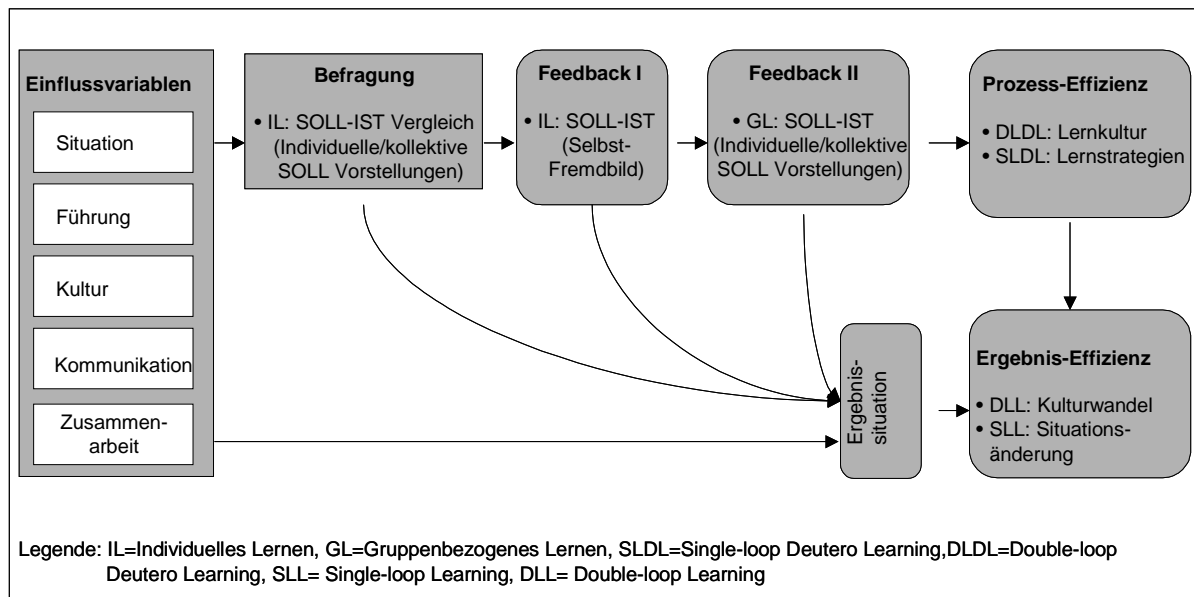 Einflussvariablen
Situation
Führung
Kultur
Kommunikation
Zusammen-
arbeit
Befragung
• IL: SOLL-IST Vergleich
(Individuelle/kollektive
SOLL Vorstellungen)
Feedback I
• IL: SOLL-IST
(Selbst-
Fremdbild)
Feedback II
• GL: SOLL-IST
(Individuelle/kollektive
SOLL Vorstellungen)
Prozess-Effizienz
• DLDL: Lernkultur
• SLDL: Lernstrategien
Ergebnis-
situation
Ergebnis-Effizienz
• DLL: Kulturwandel
• SLL: Situations-
änderung
Legende: IL=Individuelles Lernen, GL=Gruppenbezogenes Lernen, SLDL=Single-loop Deutero Learning,DLDL=Double-loop
Deutero Learning, SLL= Single-loop Learning, DLL= Double-loop Learning